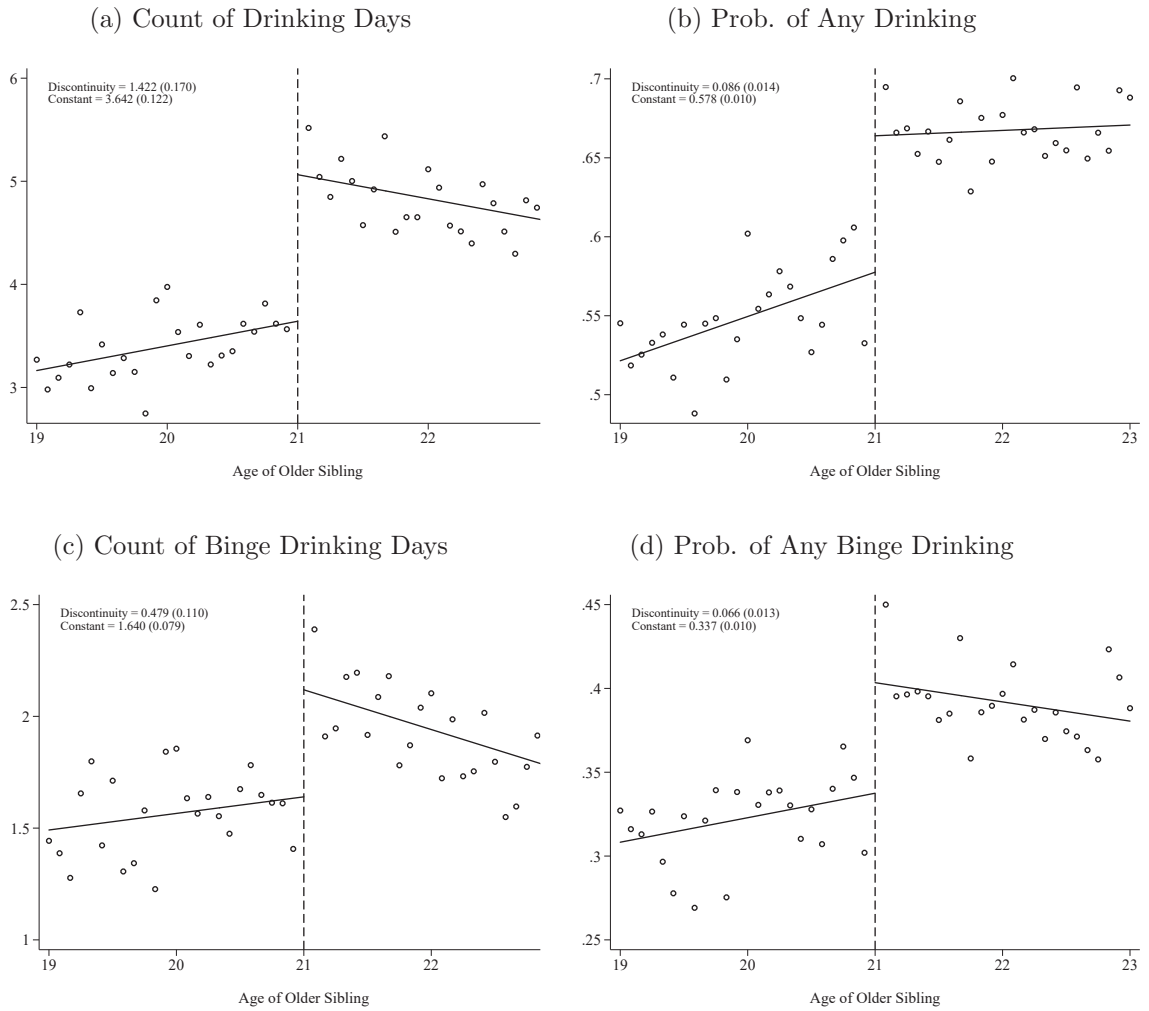 (a) Count of Drinking Days
6
Discontinuity = 1.422 (0.170)
Constant = 3.642 (0.122)
5
4
3
19 20 21 22
Age of Older Sibling
(b) Prob. of Any Drinking
.7
Discontinuity = 0.086 (0.014)
Constant = 0.578 (0.010)
.65
.6
.55
.5
19 20 21 22 23
Age of Older Sibling
(c) Count of Binge Drinking Days
2.5
Discontinuity = 0.479 (0.110)
Constant = 1.640 (0.079)
2
1.5
1
19 20 21 22
Age of Older Sibling
(d) Prob. of Any Binge Drinking
.45
Discontinuity = 0.066 (0.013)
Constant = 0.337 (0.010)
.4
.35
.3
.25
19 20 21 22 23
Age of Older Sibling